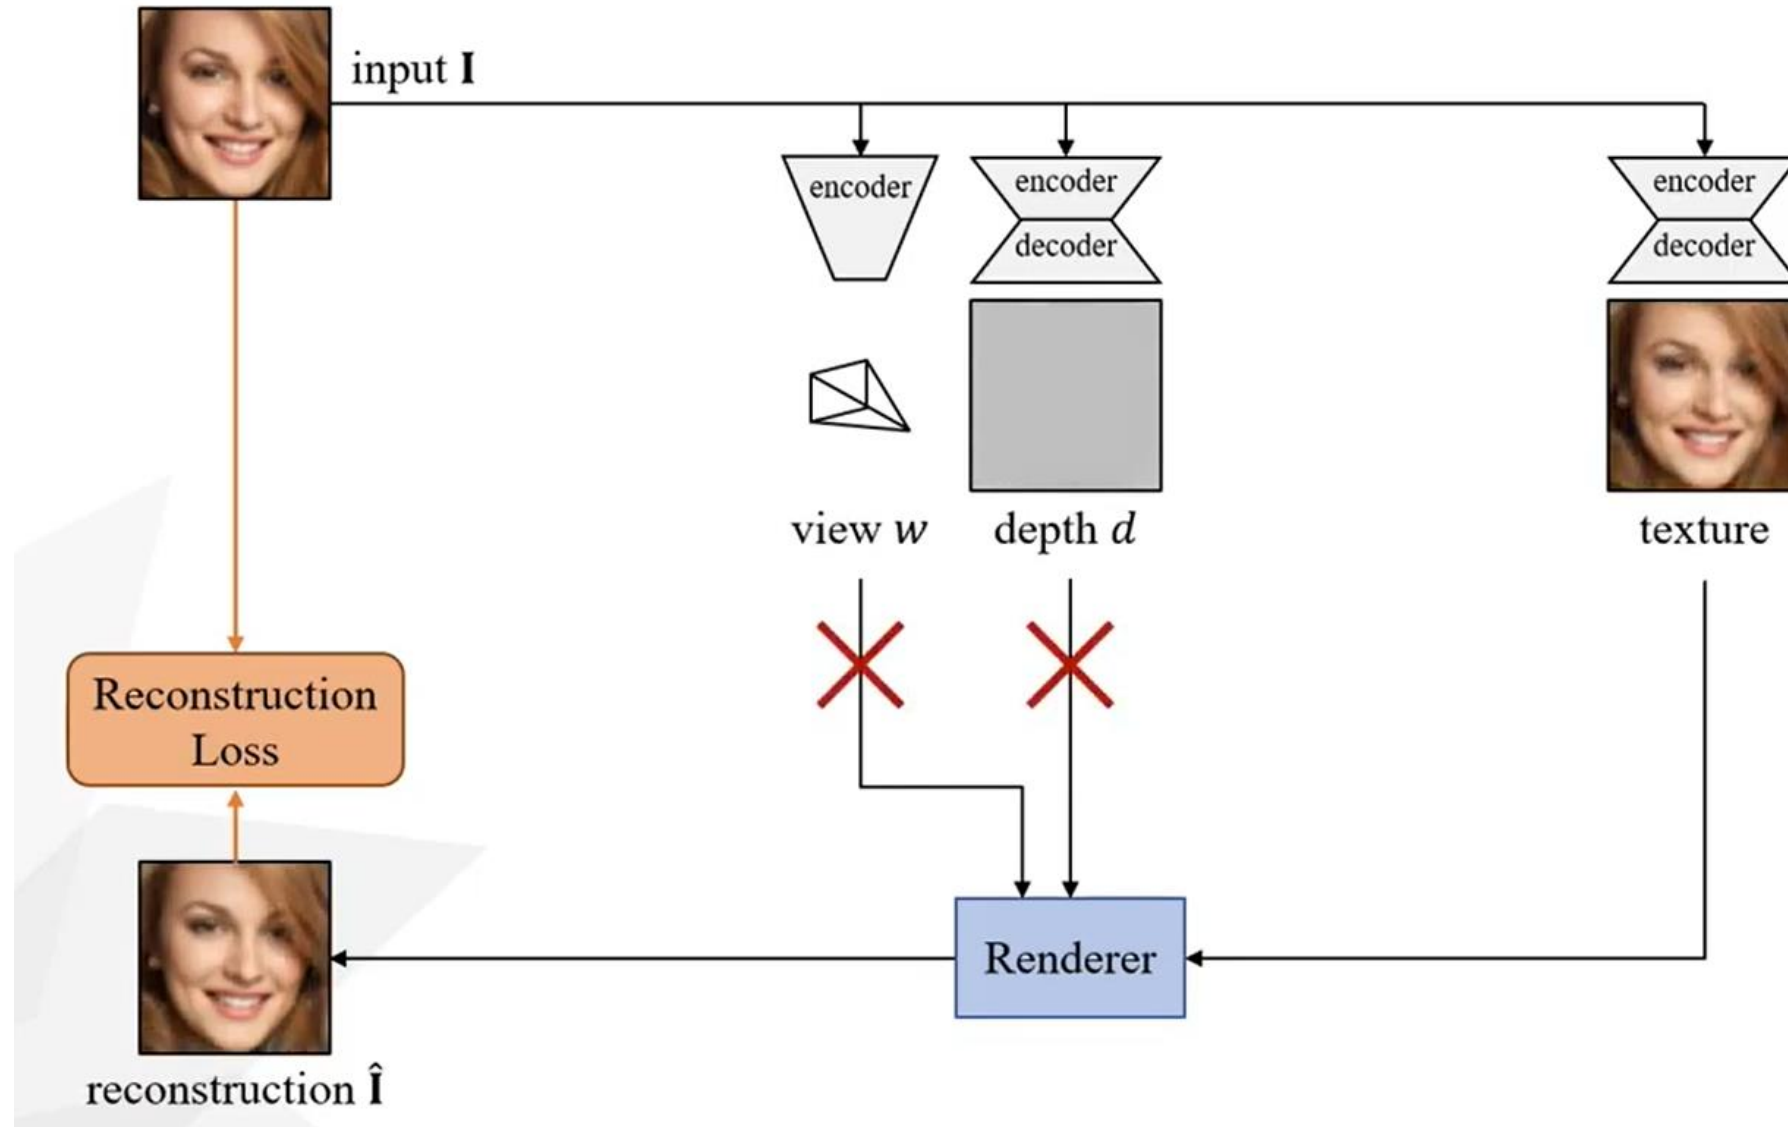 input I
encoder
encoder
decoder
encoder
decoder
view w
depth d
texture
Reconstruction
Loss
Renderer
reconstruction Î